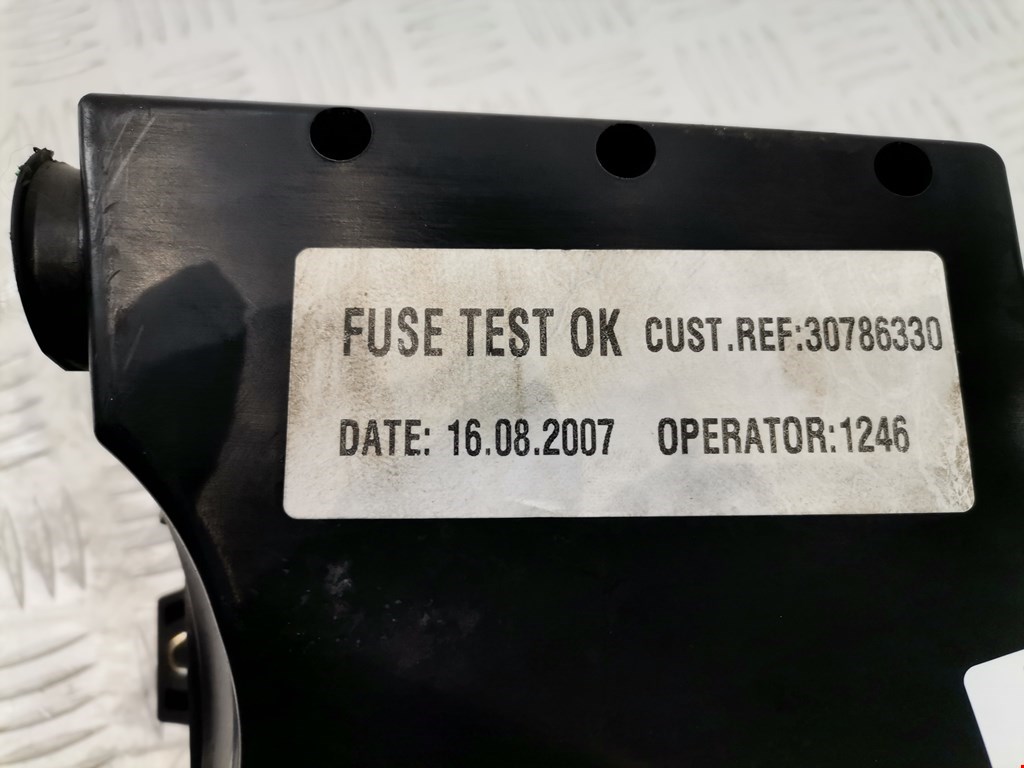 FUSE TEST OK CUST.REF:30786330
DATE: 16.08.2007 OPERATOR:1246